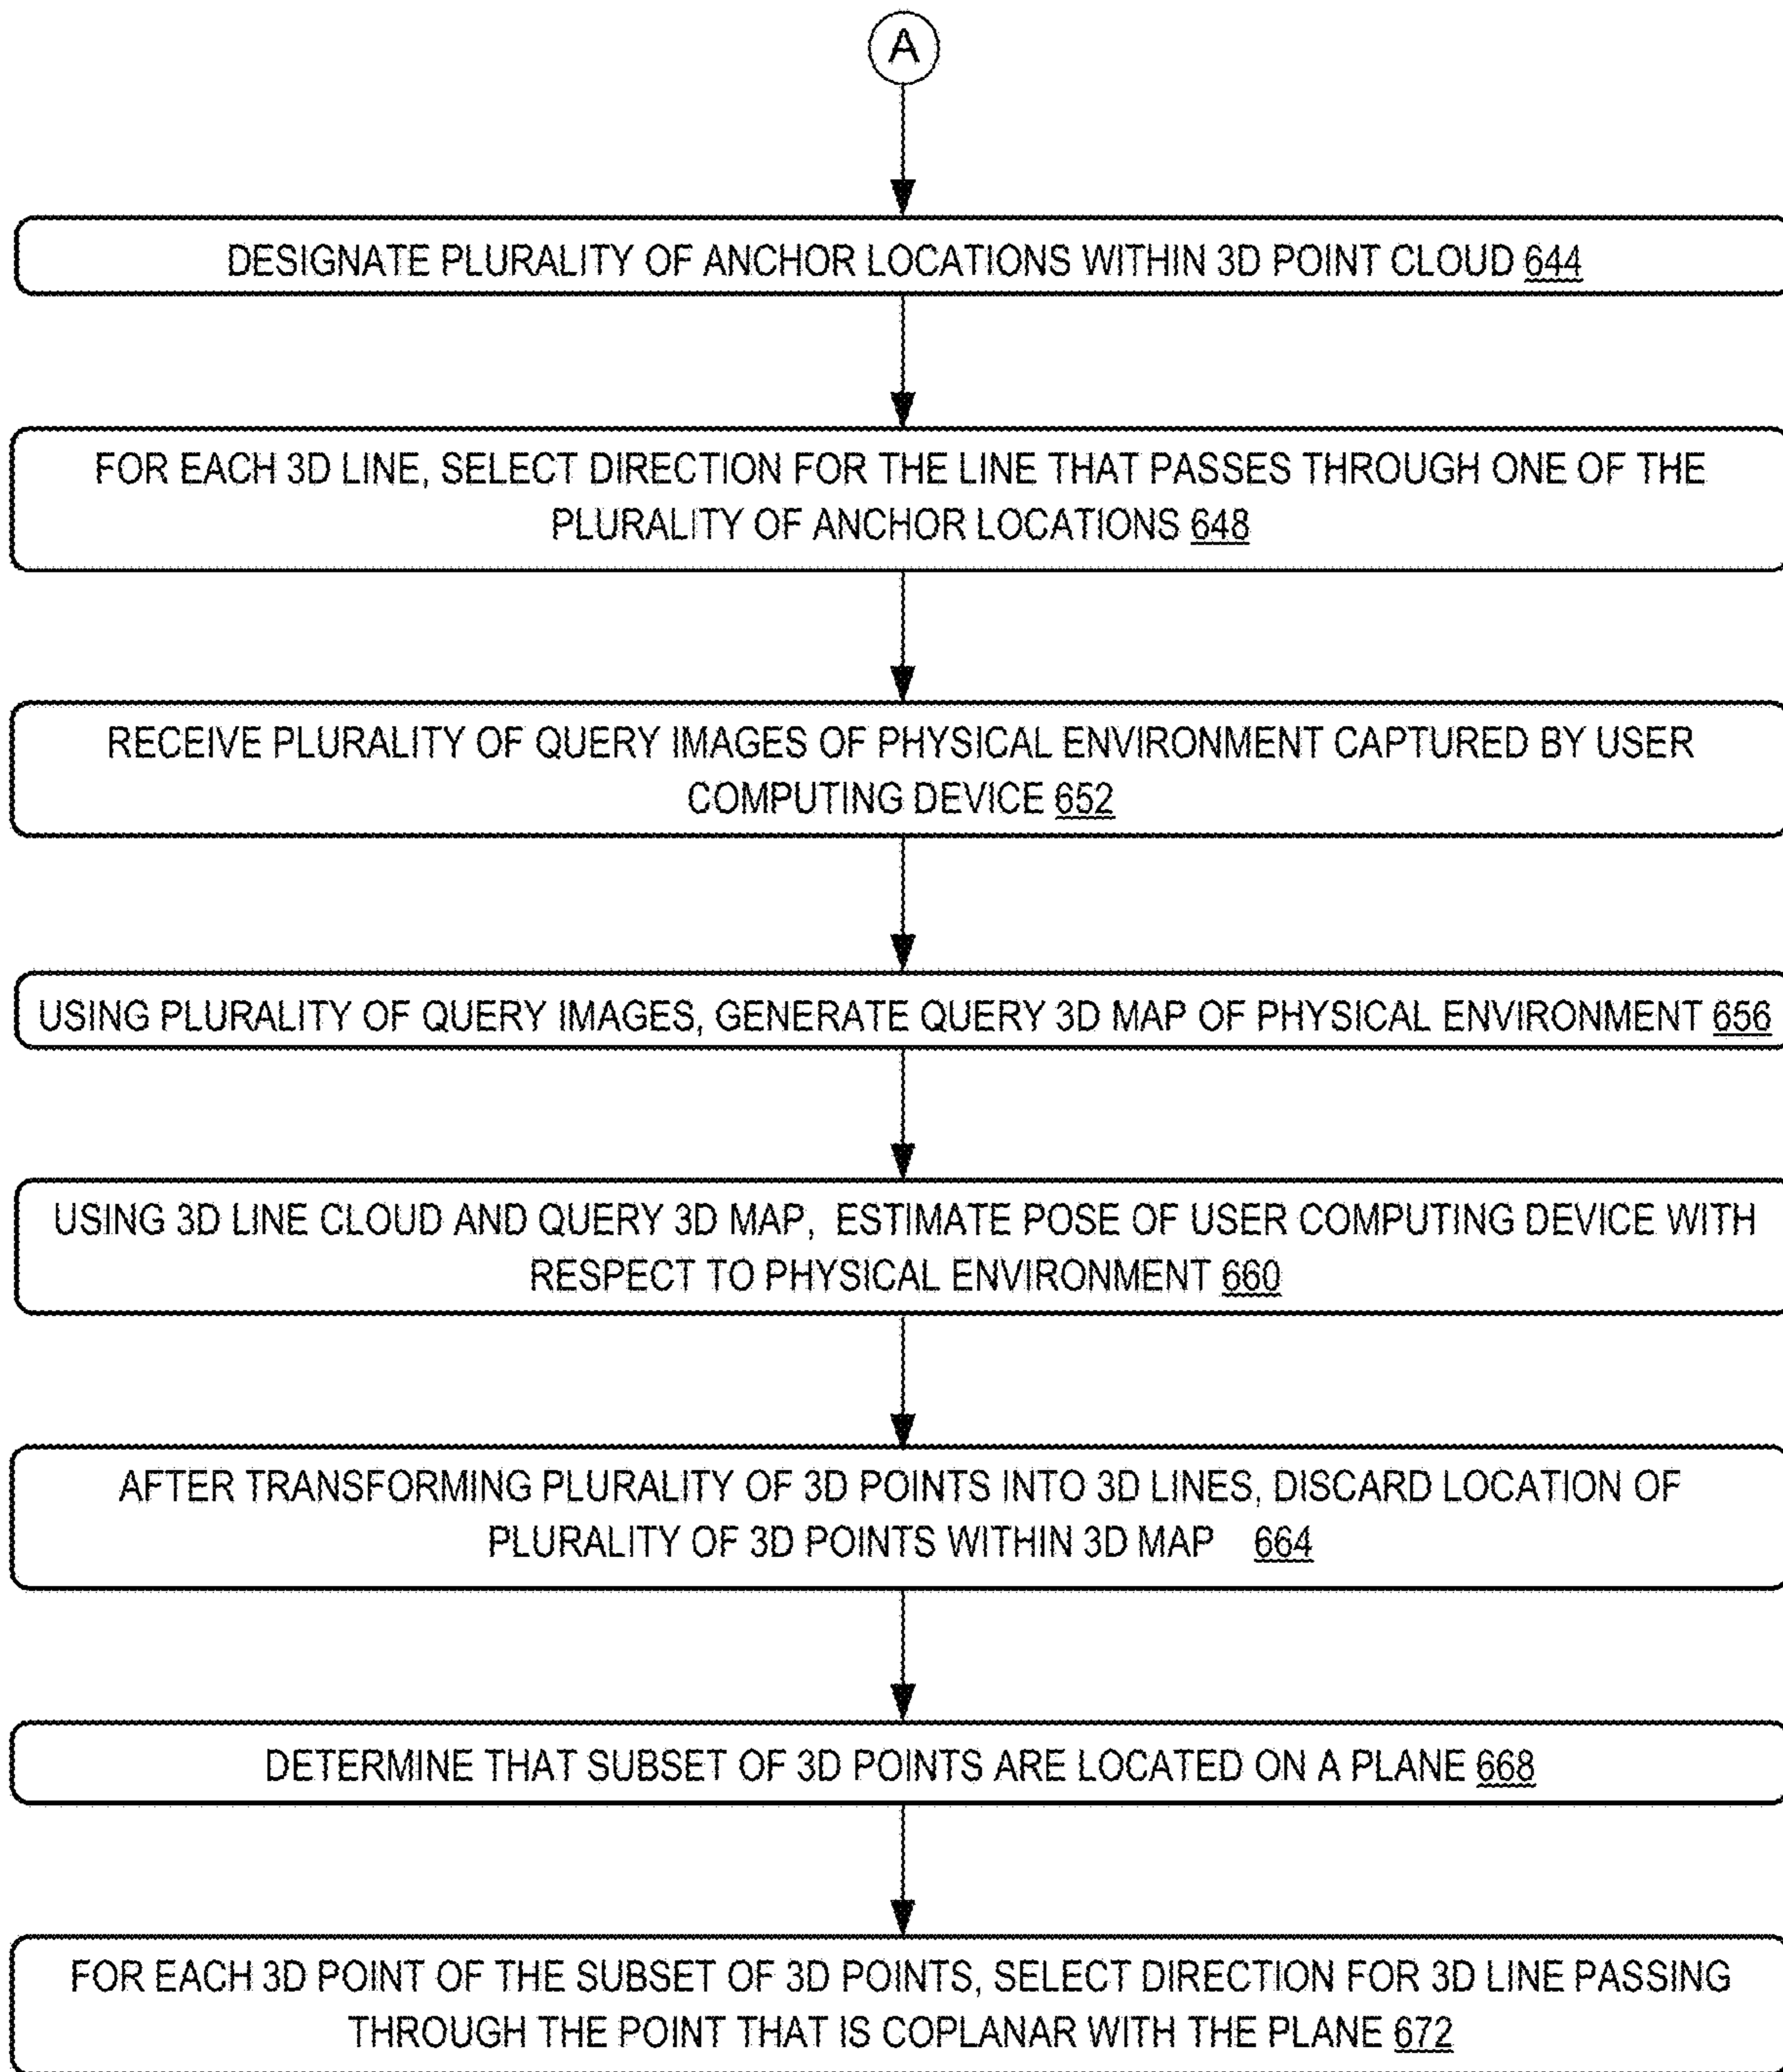 A
DESIGNATE PLURALITY OF ANCHOR LOCATIONS WITHIN 3D POINT CLOUD 644
FOR EACH 3D LINE, SELECT DIRECTION FOR THE LINE THAT PASSES THROUGH ONE OF THE
PLURALITY OF ANCHOR LOCATIONS 648
RECEIVE PLURALITY OF QUERY IMAGES OF PHYSICAL ENVIRONMENT CAPTURED BY USER
COMPUTING DEVICE 652
USING PLURALITY OF QUERY IMAGES, GENERATE QUERY 3D MAP OF PHYSICAL ENVIRONMENT 656
USING 3D LINE CLOUD AND QUERY 3D MAP, ESTIMATE POSE OF USER COMPUTING DEVICE WITH
RESPECT TO PHYSICAL ENVIRONMENT 660
AFTER TRANSFORMING PLURALITY OF 3D POINTS INTO 3D LINES, DISCARD LOCATION OF
PLURALITY OF 3D POINTS WITHIN 3D MAP 664
DETERMINE THAT SUBSET OF 3D POINTS ARE LOCATED ON A PLANE 668
FOR EACH 3D POINT OF THE SUBSET OF 3D POINTS, SELECT DIRECTION FOR 3D LINE PASSING
THROUGH THE POINT THAT IS COPLANAR WITH THE PLANE 672